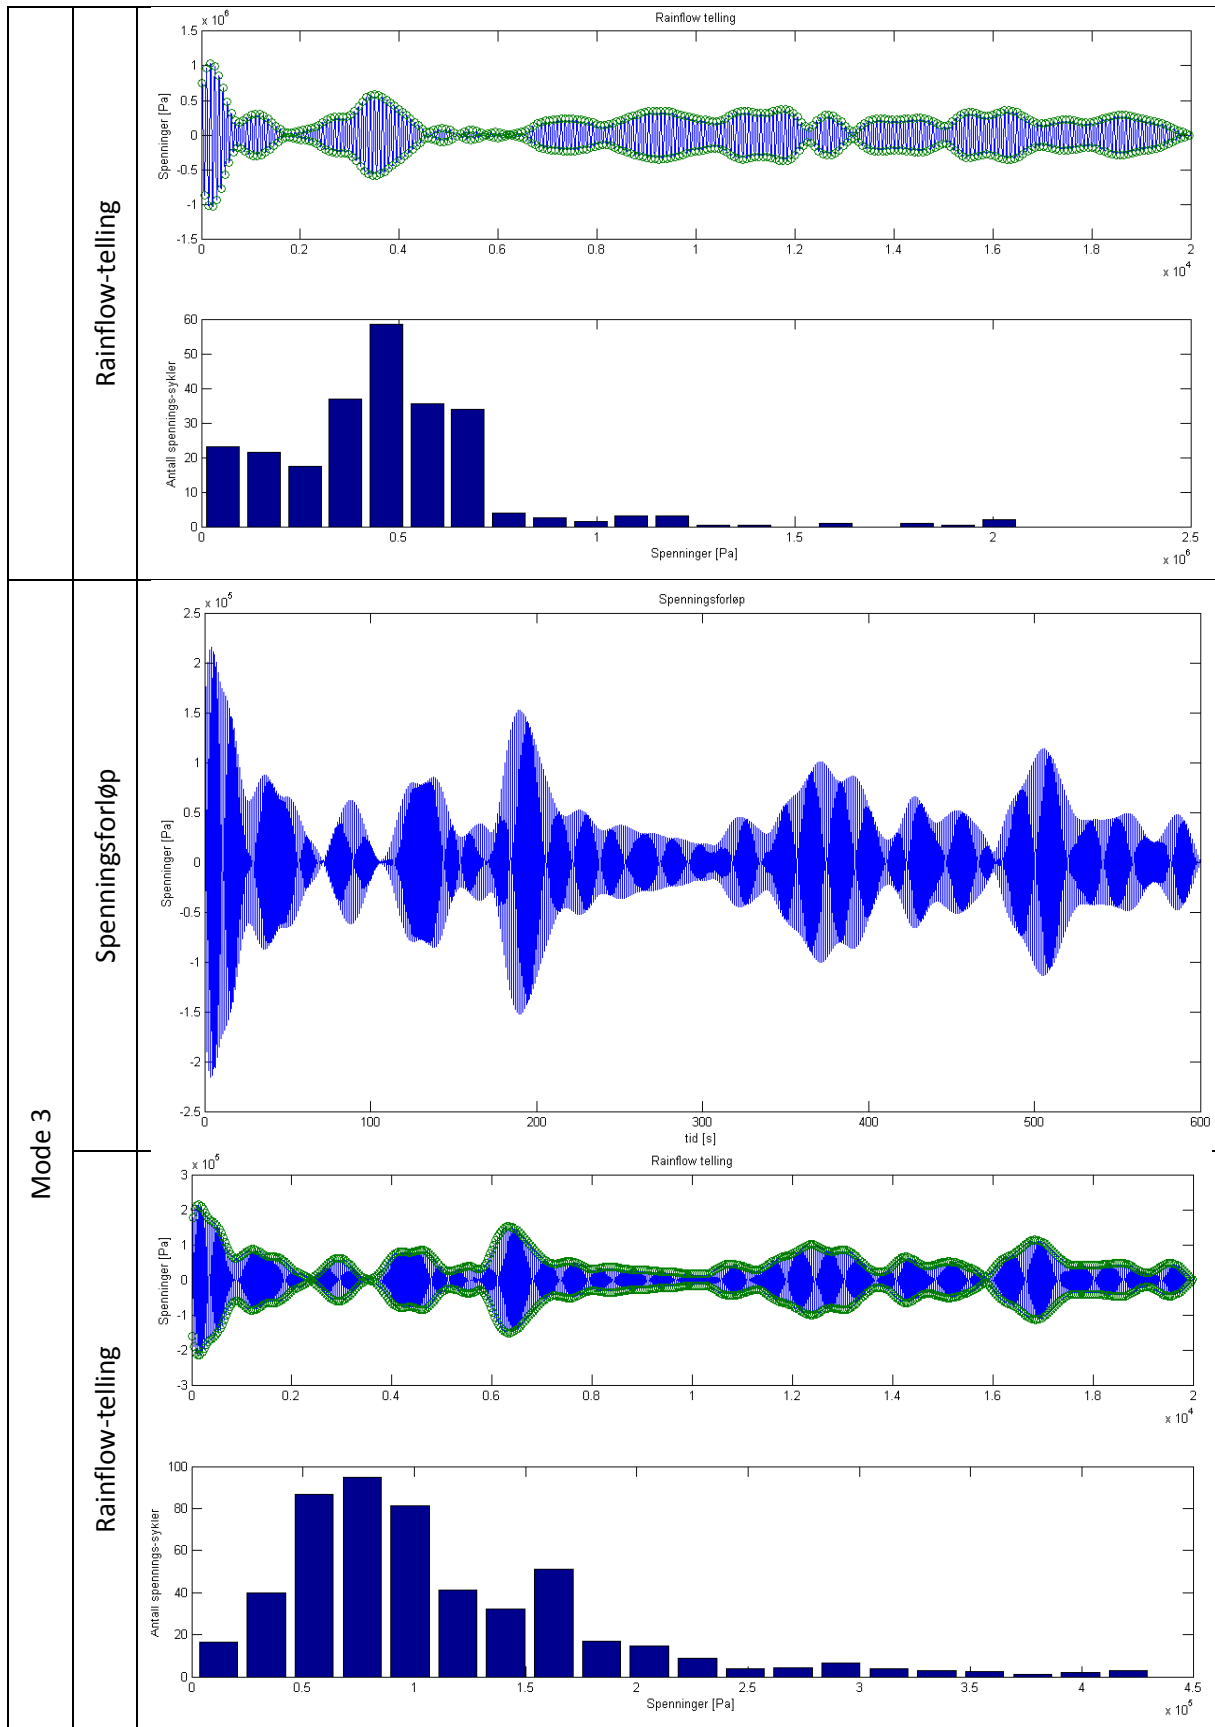 Rainflow-telling
Rainflow telling
x 10^6
Spenninger [Pa]
1.5
1
0.5
0
-0.5
-1
-1.5
0 0.2 0.4 0.6 0.8 1 1.2 1.4 1.6 1.8 2
x 10^4
Antall spennings-sykler
60
50
40
30
20
10
0
0 0.5 1 1.5 2 2.5
Spenninger [Pa]
x 10^6
Mode 3
Spenningsforløp
Spenningsforløp
x 10^5
Spenninger [Pa]
2.5
2
1.5
1
0.5
0
-0.5
-1
-1.5
-2
-2.5
0 100 200 300 400 500 600
tid [s]
Rainflow-telling
Rainflow telling
x 10^5
Spenninger [Pa]
3
2
1
0
-1
-2
-3
0 0.2 0.4 0.6 0.8 1 1.2 1.4 1.6 1.8 2
x 10^4
Antall spennings-sykler
100
80
60
40
20
0
0 0.5 1 1.5 2 2.5 3 3.5 4 4.5
Spenninger [Pa]
x 10^5